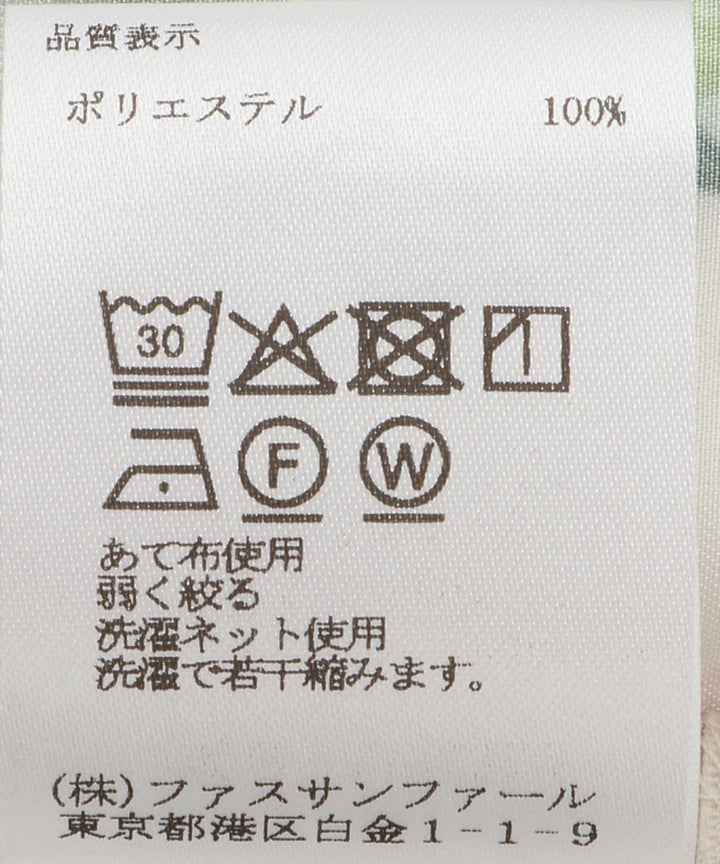 品質表示
ポリエステル 100%
30
F W
あて布使用
弱く絞る
洗濯ネット使用
洗濯で若干縮みます。
(株)ファスサンファール
東京都港区白金1-1-9